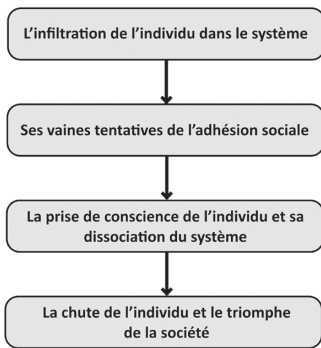 L'infiltration de l'individu dans le système
Ses vaines tentatives de l'adhésion sociale
La prise de conscience de l'individu et sa
dissociation du système
La chute de l'individu et le triomphe
de la société